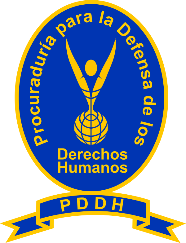 Procuraduría para la Defensa de los
Derechos
Humanos
PDDH